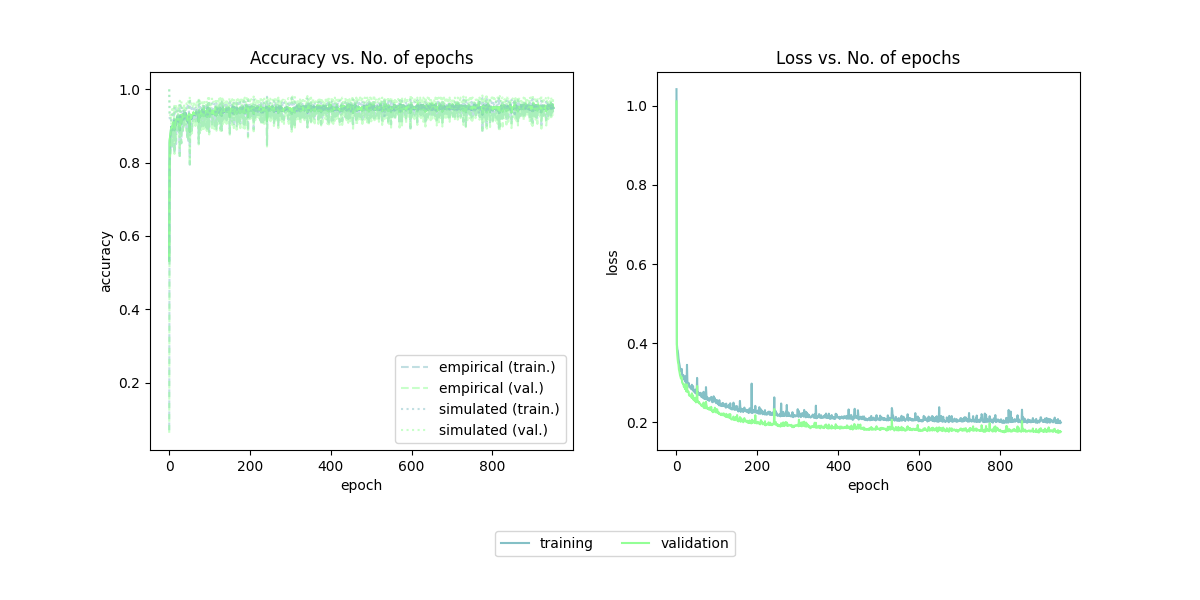 Accuracy vs. No. of epochs
1.0
0.8
0.6
0.4
0.2
accuracy
0 200 400 600 800
epoch
empirical (train.)
empirical (val.)
simulated (train.)
simulated (val.)
Loss vs. No. of epochs
1.0
0.8
0.6
0.4
0.2
loss
0 200 400 600 800
epoch
training validation